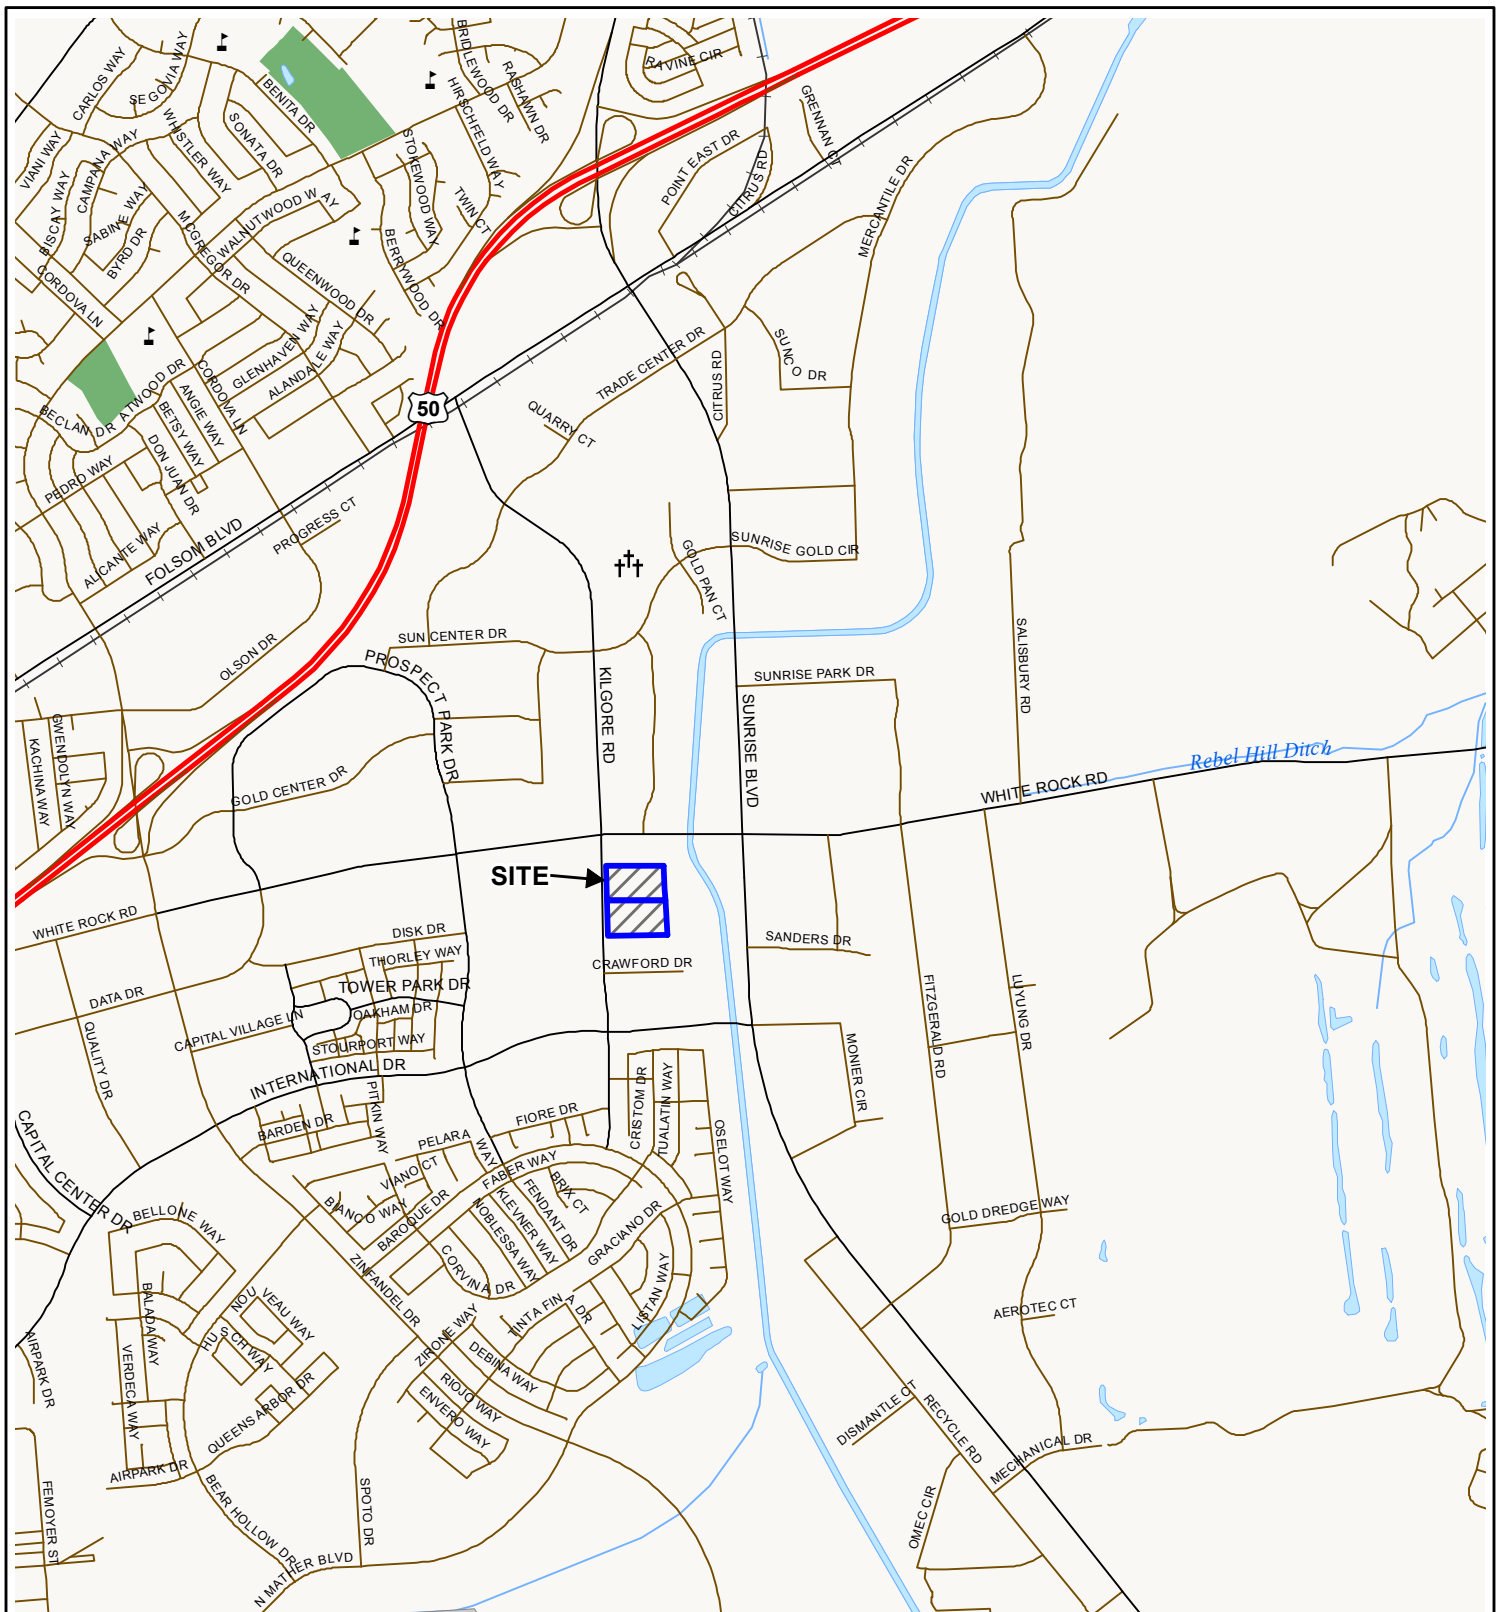 CARLOS WAY
SEGOVIA WAY
BENITA DR
BRIDLEWOOD DR
RASHAWN DR
HIRSCHFELD WAY
RAVINE CIR
GRENNAN CT
VIANI WAY
CAMPANA WAY
WHISTLER WAY
SONATA DR
STOKEWOOD WAY
POINT EAST DR
CITRUS RD
MERCANTILE DR
BISCAY WAY
SABINE WAY
BYRD DR
MCGREGOR DR
WALNUTWOOD WAY
TWIN CT
BERRYWOOD DR
QUEENWOOD DR
CORDOVA LN
GLENHAVEN WAY
ALANDALE WAY
TRADE CENTER DR
CITRUS RD
SUNCO DR
BECLAN DR
ATWOOD DR
ANGIE WAY
BETSY WAY
CORDOVA LN
50
QUARRY CT
PEDRO WAY
DON JUAN DR
ALICANTE WAY
FOLSOM BLVD
PROGRESS CT
SUNRISE GOLD CIR
GOLD PAN CT
OLSON DR
SUN CENTER DR
PROSPECT PARK DR
KILGORE RD
SUNRISE PARK DR
SALISBURY RD
SUNRISE BLVD
GWENDOLYN WAY
KACHINA WAY
GOLD CENTER DR
WHITE ROCK RD
Rebel Hill Ditch
SITE
WHITE ROCK RD
DISK DR
THORLEY WAY
TOWER PARK DR
OAKHAM DR
CRAWFORD DR
SANDERS DR
DATA DR
CAPITAL VILLAGE LN
STOURPORT WAY
INTERNATIONAL DR
QUALITY DR
PITKIN WAY
BARDEN DR
FITZGERALD RD
LUYUNG DR
MONIER CIR
CAPITAL CENTER DR
PELARA WAY
FIORE DR
CRISTOM DR
TUALATIN WAY
OSELOT WAY
VIANO CT
FABER WAY
BRIX CT
BIANCO WAY
BAROQUE DR
FENDANT DR
KLEVNER WAY
NOBLESSA WAY
GRACIANO DR
GOLD DREDGE WAY
BELLONE WAY
ZINFANDEL DR
CORVINA DR
LISTAN WAY
BALADA WAY
NOUVEAU WAY
HUSCH WAY
ZIRONE WAY
TINTA FINA DR
AEROTEC CT
AIRPARK DR
VERDECA WAY
DEBINA WAY
RIOJO WAY
ENVERO WAY
QUEENS ARBOR DR
DISMANTLE CT
RECYCLE RD
MECHANICAL DR
AIRPARK DR
FEMOYER ST
BEAR HOLLOW DR
SPOTO DR
OMEC CIR
N MATHER BLVD